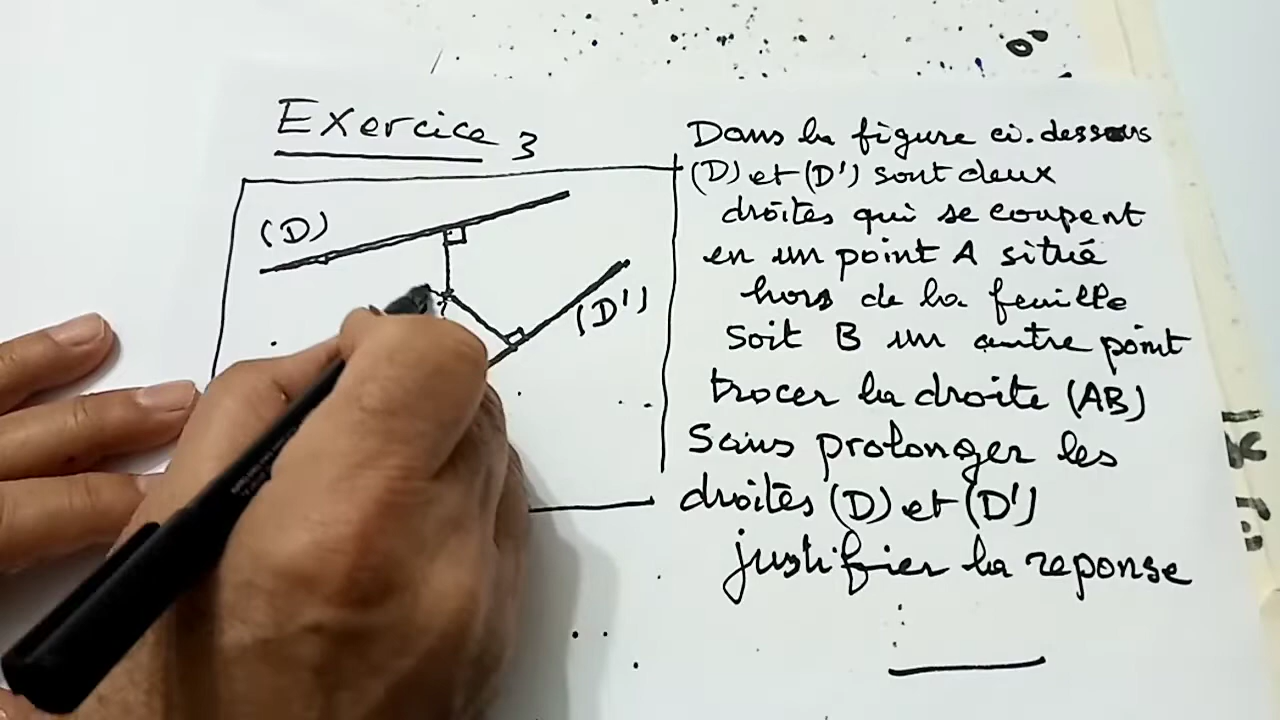 Exercice 3
(D)
(D')
Dans la figure ci.dessous
(D) et (D') sont deux
droites qui se coupent
en un point A situé
hors de la feuille
soit B un autre point
tracer la droite (AB)
Sans prolonger les
droites (D) et (D')
justifier la reponse